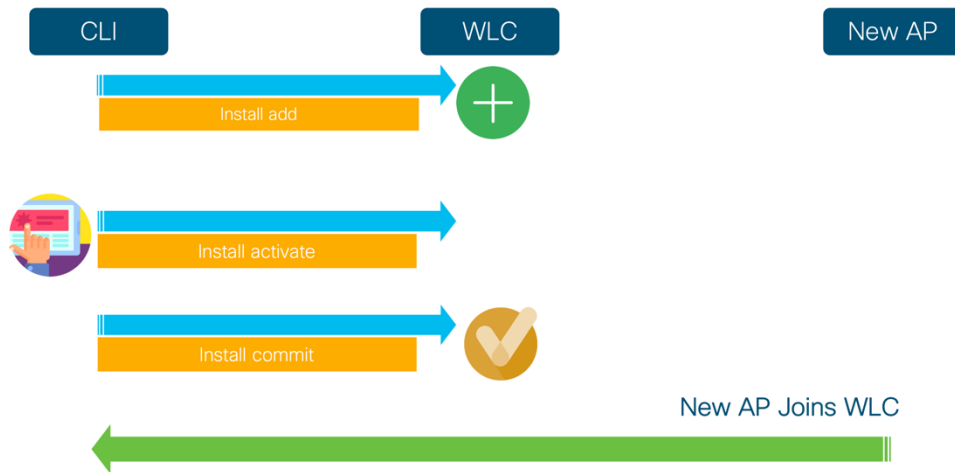 CLI
WLC
New AP
Install add
Install activate
Install commit
New AP Joins WLC